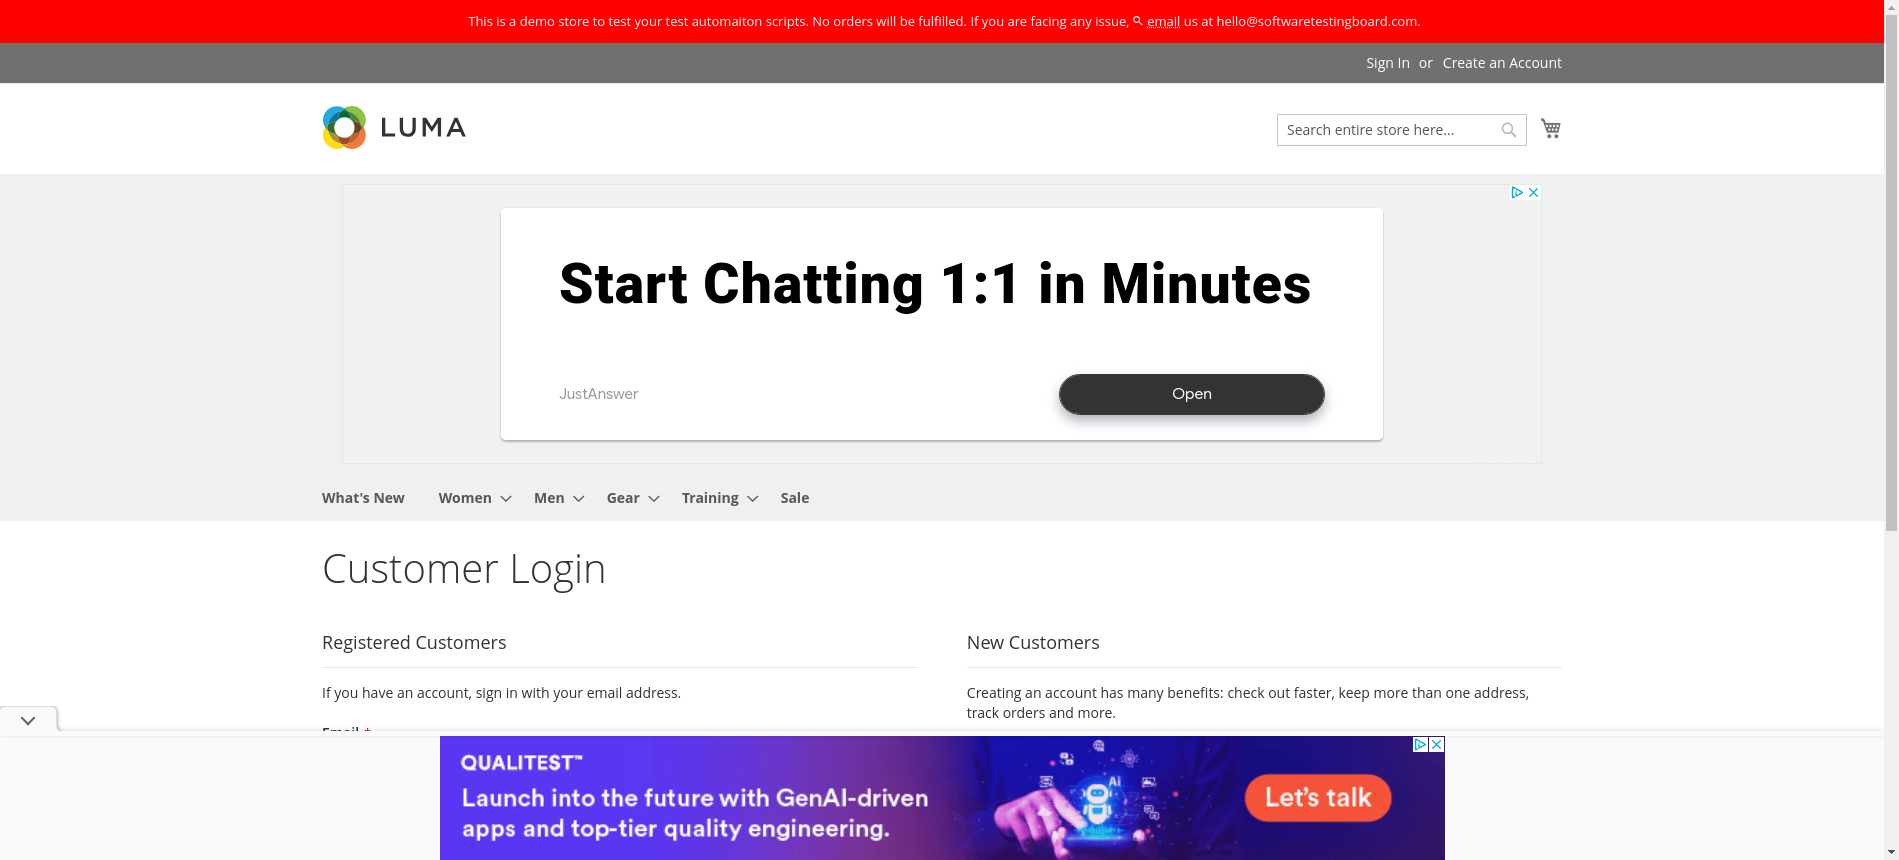 This is a demo store to test your test automaiton scripts. No orders will be fulfilled. If you are facing any issue, email us at hello@softwaretestingboard.com.
Sign In or Create an Account
LUMA
Search entire store here...
Start Chatting 1:1 in Minutes
JustAnswer
Open
What's New Women Men Gear Training Sale
Customer Login
Registered Customers
New Customers
If you have an account, sign in with your email address.
Creating an account has many benefits: check out faster, keep more than one address,
track orders and more.
Email *
QUALITEST™
Launch into the future with GenAI-driven
apps and top-tier quality engineering.
Ai
Let's talk